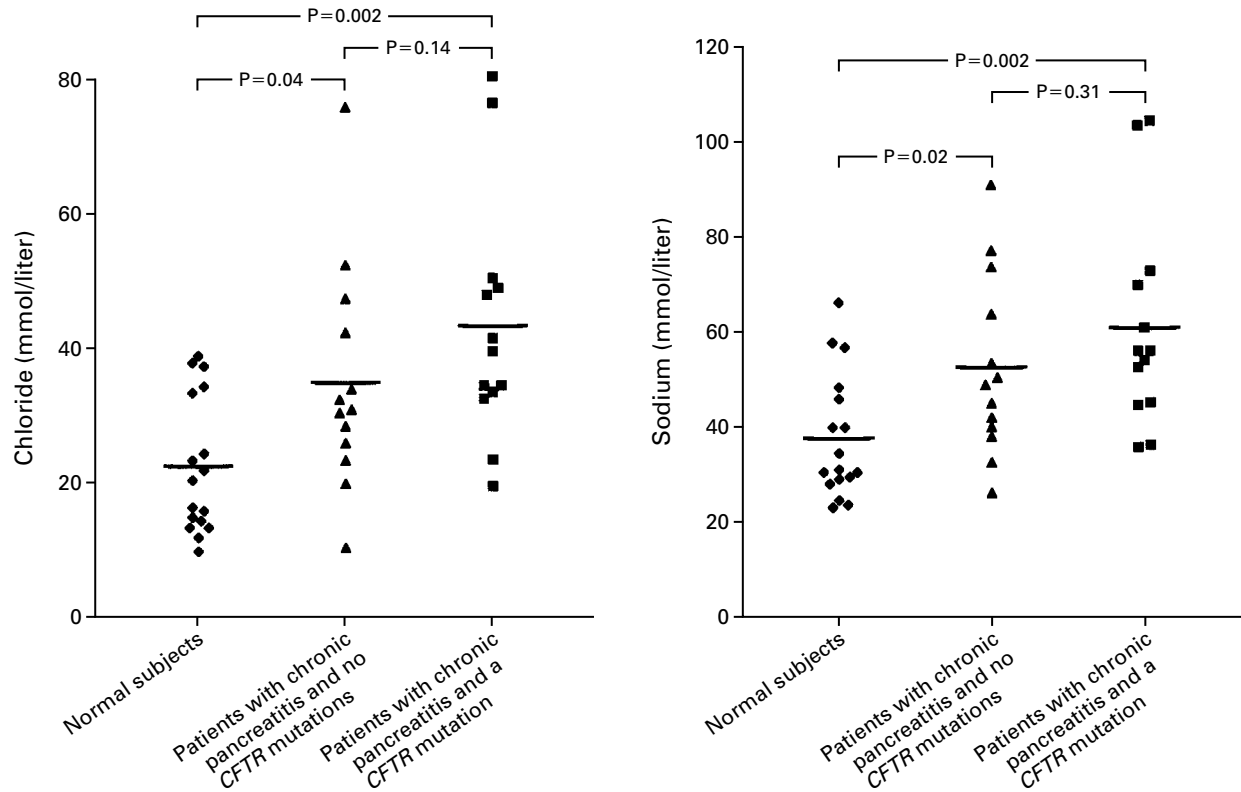 P=0.002
P=0.14
P=0.04
80
60
40
20
0
Chloride (mmol/liter)
Normal subjects
Patients with chronic
pancreatitis and no
CFTR mutations
Patients with chronic
pancreatitis and a
CFTR mutation
120
P=0.002
P=0.31
100
P=0.02
80
60
40
20
0
Sodium (mmol/liter)
Normal subjects
Patients with chronic
pancreatitis and no
CFTR mutations
Patients with chronic
pancreatitis and a
CFTR mutation